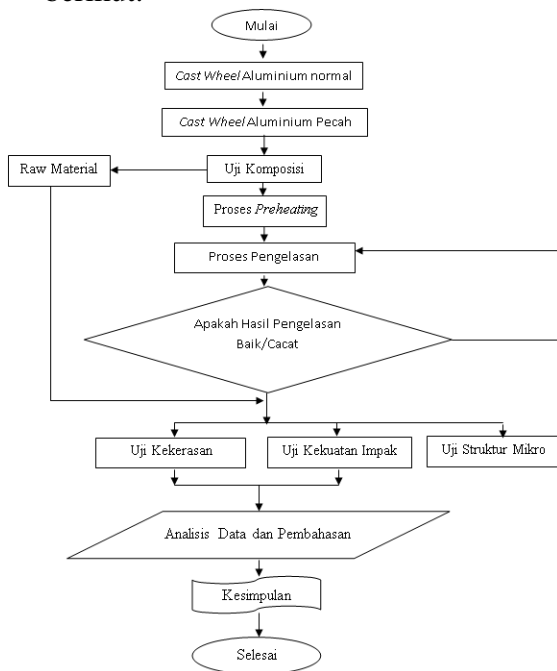 Mulai
Cast Wheel Aluminium normal
Cast Wheel Aluminium Pecah
Raw Material
Uji Komposisi
Proses Preheating
Proses Pengelasan
Apakah Hasil Pengelasan
Baik/Cacat
Uji Kekerasan
Uji Kekuatan Impak
Uji Struktur Mikro
Analisis Data dan Pembahasan
Kesimpulan
Selesai